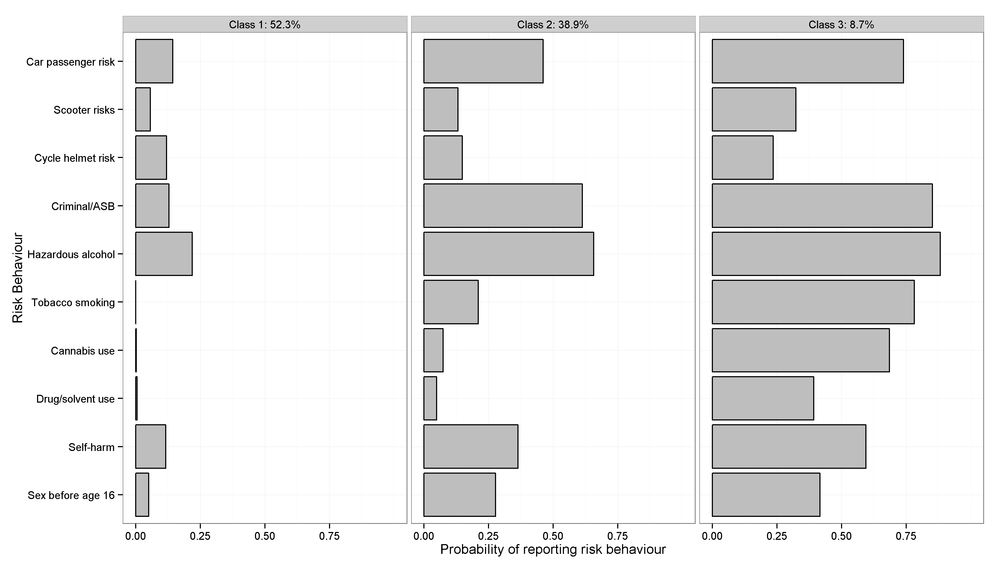 Class 1: 52.3%
Class 2: 38.9%
Class 3: 8.7%
Risk Behaviour
Car passenger risk
Scooter risks
Cycle helmet risk
Criminal/ASB
Hazardous alcohol
Tobacco smoking
Cannabis use
Drug/solvent use
Self-harm
Sex before age 16
0.00 0.25 0.50 0.75
0.00 0.25 0.50 0.75
0.00 0.25 0.50 0.75
Probability of reporting risk behaviour